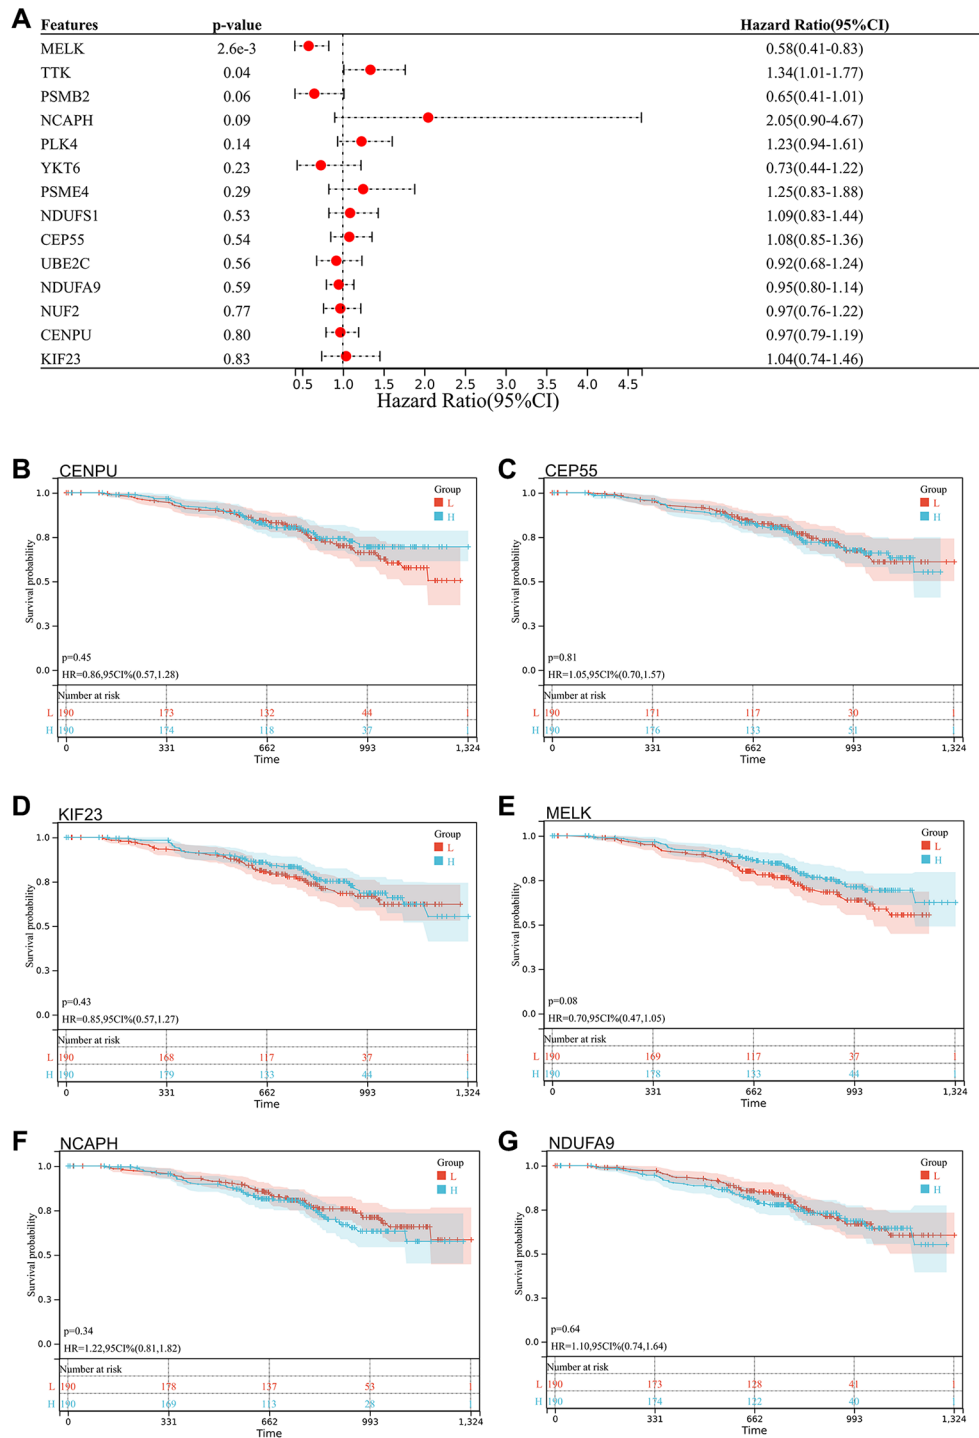 A
Features p-value Hazard Ratio(95%CI)
MELK 2.6e-3 0.58(0.41-0.83)
TTK 0.04 1.34(1.01-1.77)
PSMB2 0.06 0.65(0.41-1.01)
NCAPH 0.09 2.05(0.90-4.67)
PLK4 0.14 1.23(0.94-1.61)
YKT6 0.23 0.73(0.44-1.22)
PSME4 0.29 1.25(0.83-1.88)
NDUFS1 0.53 1.09(0.83-1.44)
CEP55 0.54 1.08(0.85-1.36)
UBE2C 0.56 0.92(0.68-1.24)
NDUFA9 0.59 0.95(0.80-1.14)
NUF2 0.77 0.97(0.76-1.22)
CENPU 0.80 0.97(0.79-1.19)
KIF23 0.83 1.04(0.74-1.46)
0.5 1.0 1.5 2.0 2.5 3.0 3.5 4.0 4.5
Hazard Ratio(95%CI)
B
CENPU
Group
L
H
Survival probability
1.0
0.8
0.5
0.3
0.0
p=0.45
HR=0.86,95CI%(0.57,1.28)
Number at risk
L 190 173 132 44 1
H 190 174 118 37 1
0 331 662 993 1,324
Time
C
CEP55
Group
L
H
Survival probability
1.0
0.8
0.5
0.3
0.0
p=0.81
HR=1.05,95CI%(0.70,1.57)
Number at risk
L 190 171 117 30 1
H 190 176 133 51
0 331 662 993 1,324
Time
D
KIF23
Group
L
H
Survival probability
1.0
0.8
0.5
0.3
0.0
p=0.43
HR=0.85,95CI%(0.57,1.27)
Number at risk
L 190 168 117 37 1
H 190 179 133 44 1
0 331 662 993 1,324
Time
E
MELK
Group
L
H
Survival probability
1.0
0.8
0.5
0.3
0.0
p=0.08
HR=0.70,95CI%(0.47,1.05)
Number at risk
L 190 169 117 37 1
H 190 178 133 44 1
0 331 662 993 1,324
Time
F
NCAPH
Group
L
H
Survival probability
1.0
0.8
0.5
0.3
0.0
p=0.34
HR=1.22,95CI%(0.81,1.82)
Number at risk
L 190 178 137 53 1
H 190 169 113 28 1
0 331 662 993 1,324
Time
G
NDUFA9
Group
L
H
Survival probability
1.0
0.8
0.5
0.3
0.0
p=0.64
HR=1.10,95CI%(0.74,1.64)
Number at risk
L 190 173 128 41 1
H 190 174 122 40 1
0 331 662 993 1,324
Time